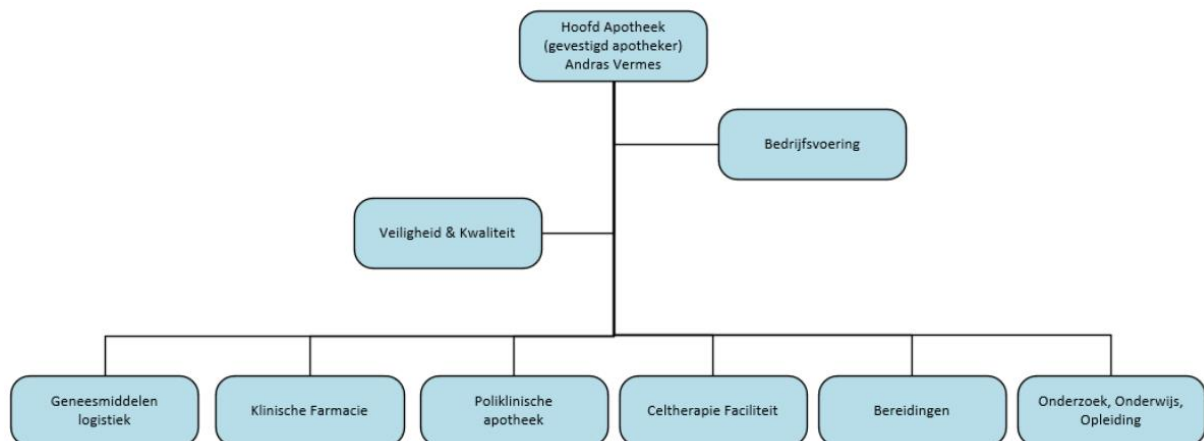 Hoofd Apotheek
(gevestigd apotheker)
Andras Vermes
Bedrijfsvoering
Veiligheid & Kwaliteit
Geneesmiddelen
logistiek
Klinische Farmacie
Poliklinische
apotheek
Celtherapie Faciliteit
Bereidingen
Onderzoek, Onderwijs,
Opleiding